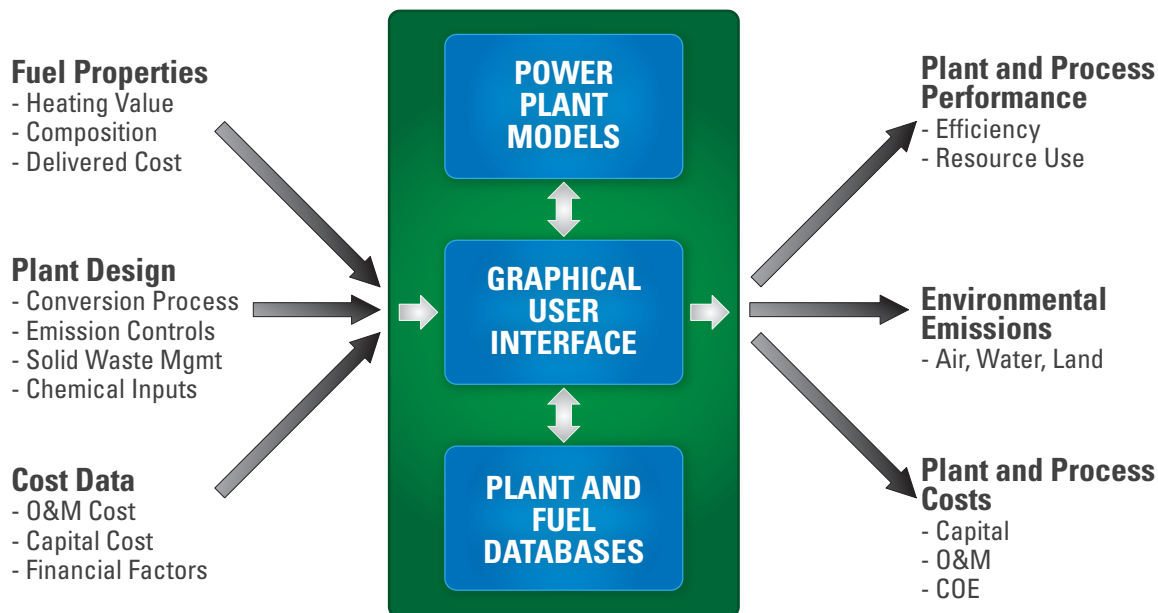 Fuel Properties
- Heating Value
- Composition
- Delivered Cost
Plant Design
- Conversion Process
- Emission Controls
- Solid Waste Mgmt
- Chemical Inputs
Cost Data
- O&M Cost
- Capital Cost
- Financial Factors
POWER
PLANT
MODELS
GRAPHICAL
USER
INTERFACE
PLANT AND
FUEL
DATABASES
Plant and Process
Performance
- Efficiency
- Resource Use
Environmental
Emissions
- Air, Water, Land
Plant and Process
Costs
- Capital
- O&M
- COE